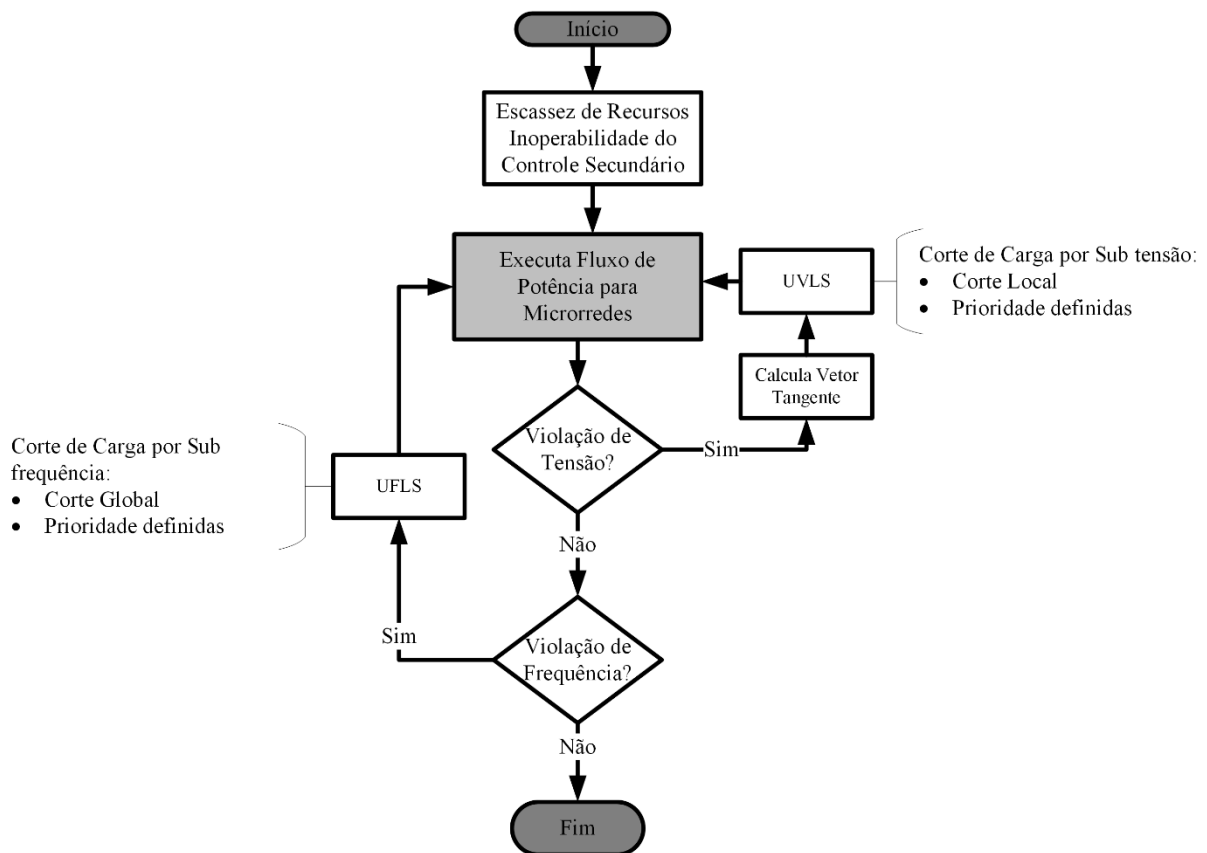 Início
Escassez de Recursos
Inoperabilidade do
Controle Secundário
Executa Fluxo de
Potência para
Microrredes
UVLS
Corte de Carga por Sub tensão:
• Corte Local
• Prioridade definidas
Calcula Vetor
Tangente
Violação de
Tensão?
Sim
Corte de Carga por Sub
frequência:
• Corte Global
• Prioridade definidas
UFLS
Não
Sim
Violação de
Frequência?
Não
Fim